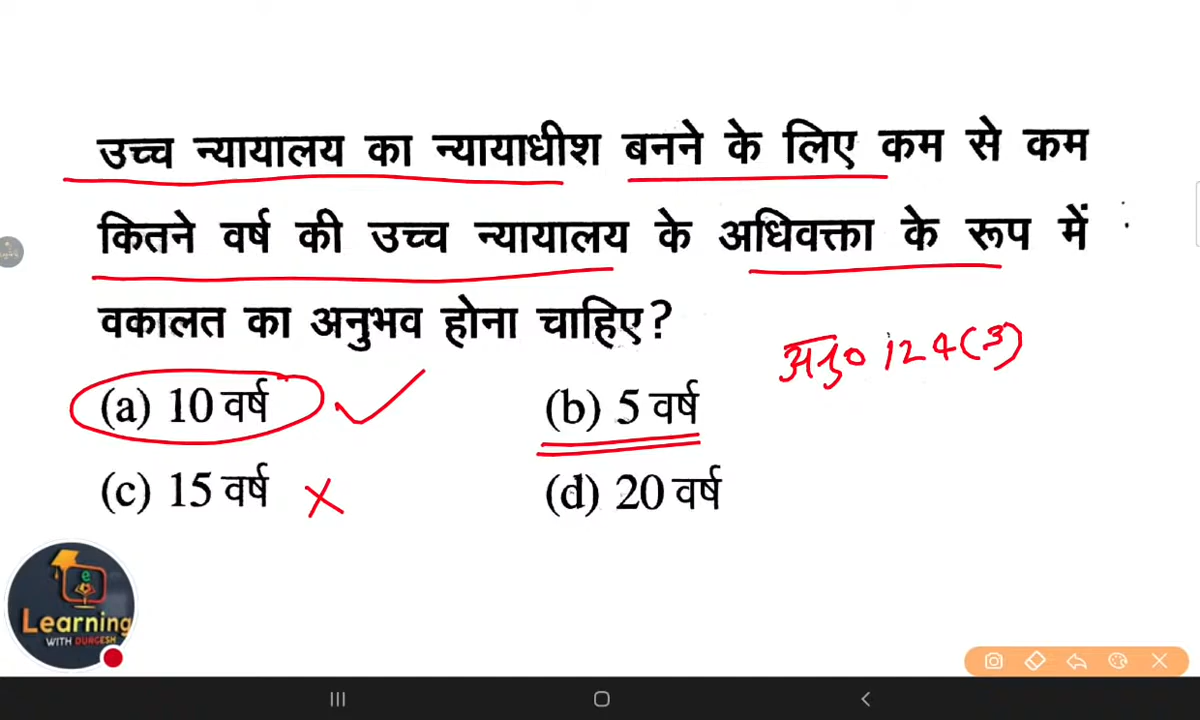 उच्च न्यायालय का न्यायाधीश बनने के लिए कम से कम
कितने वर्ष की उच्च न्यायालय के अधिवक्ता के रूप में
वकालत का अनुभव होना चाहिए?
अनु० 124(3)
(a) 10 वर्ष
(b) 5 वर्ष
(c) 15 वर्ष
(d) 20 वर्ष
e
Learning
WITH DURGESH